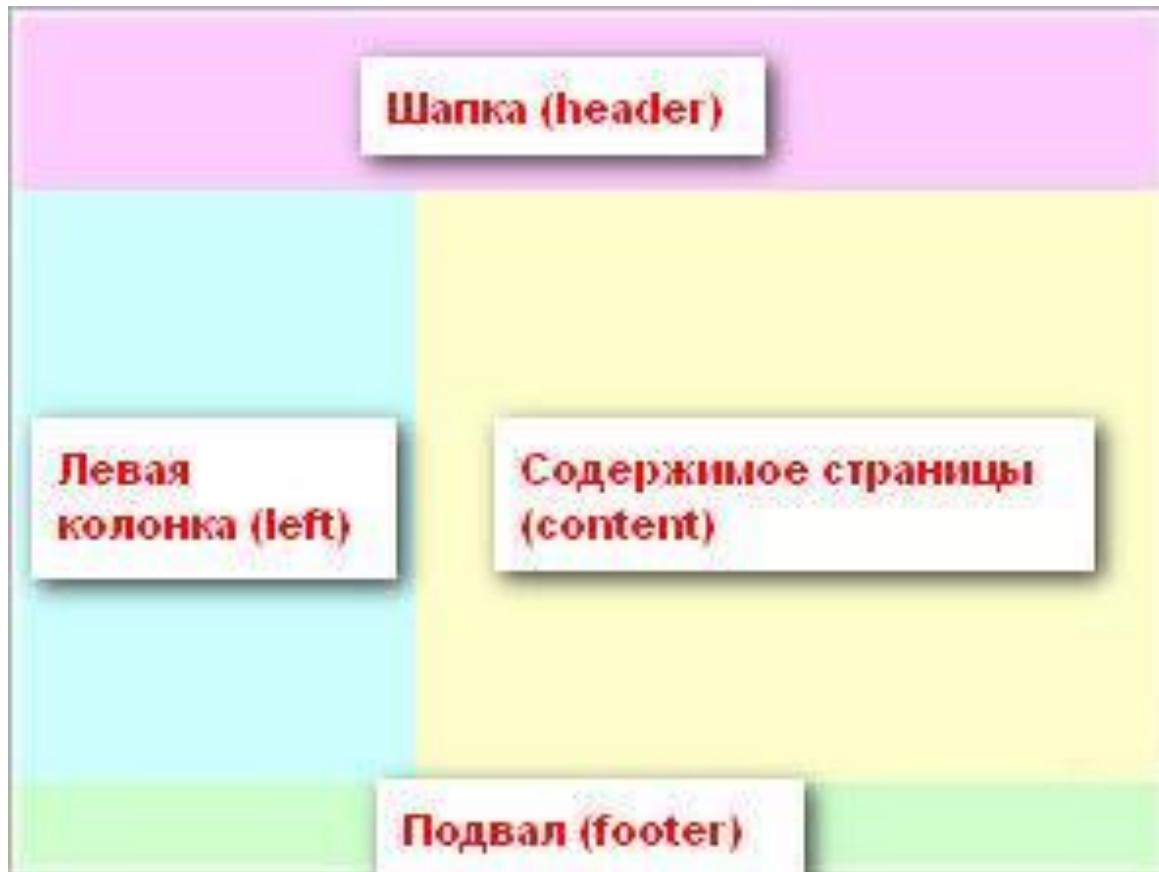 Шапка (header)
Левая
колонка (left)
Содержимое страницы
(content)
Подвал (footer)